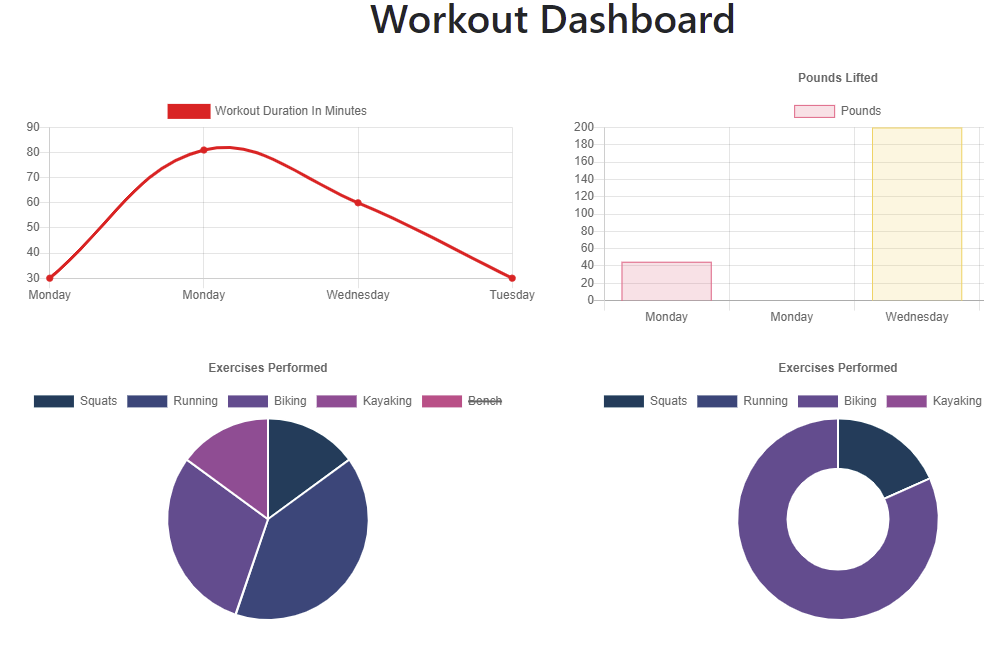 Workout Dashboard
Workout Duration In Minutes
90
80
70
60
50
40
30
Monday Monday Wednesday Tuesday
Pounds Lifted
Pounds
200
180
160
140
120
100
80
60
40
20
0
Monday Monday Wednesday
Exercises Performed
Squats Running Biking Kayaking Bench
Exercises Performed
Squats Running Biking Kayaking